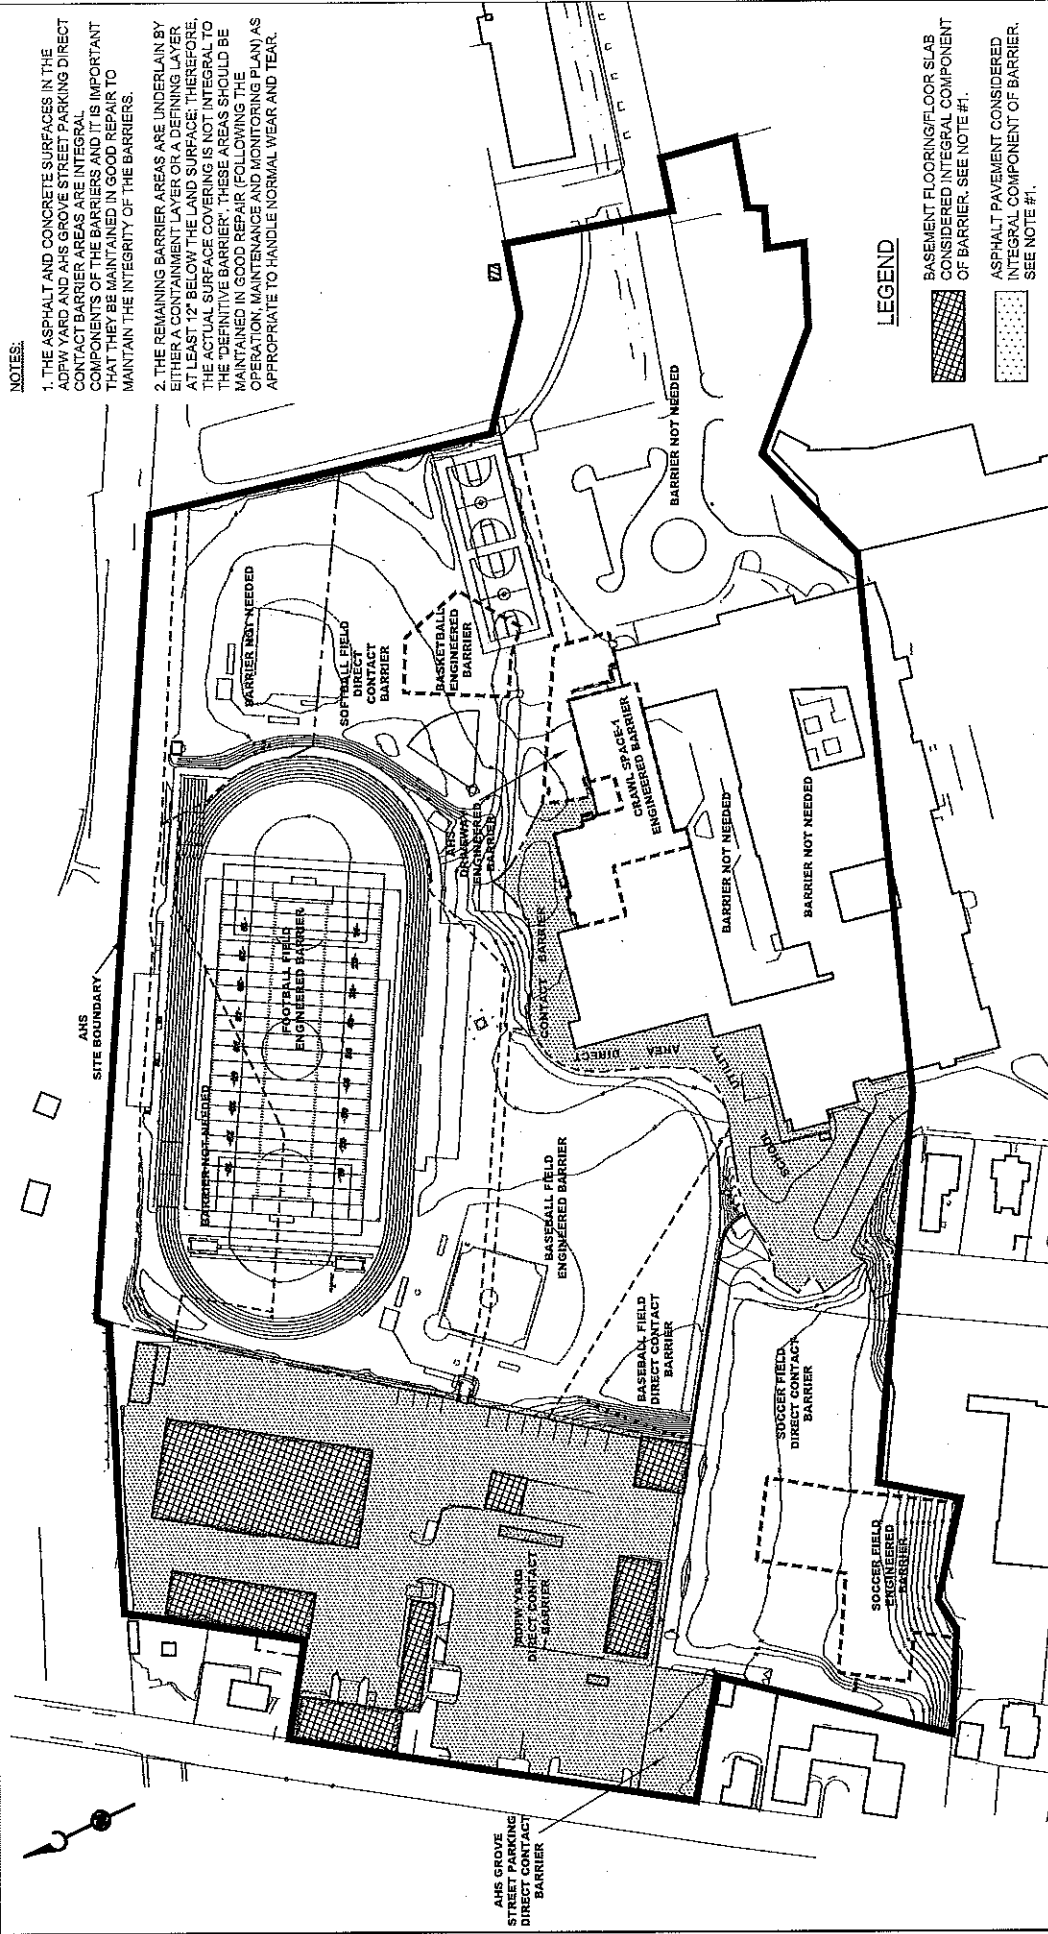 NOTES:
1. THE ASPHALT AND CONCRETE SURFACES IN THE
ADPW YARD AND AHS GROVE STREET PARKING DIRECT
CONTACT BARRIER AREAS ARE INTEGRAL
COMPONENTS OF THE BARRIERS AND IT IS IMPORTANT
THAT THEY BE MAINTAINED IN GOOD REPAIR TO
MAINTAIN THE INTEGRITY OF THE BARRIERS.
2. THE REMAINING BARRIER AREAS ARE UNDERLAIN BY
EITHER A CONTAINMENT LAYER OR A DEFINING LAYER
AT LEAST 12" BELOW THE LAND SURFACE; THEREFORE,
THE ACTUAL SURFACE COVERING IS NOT INTEGRAL TO
THE "DEFINITIVE BARRIER". THESE AREAS SHOULD BE
MAINTAINED IN GOOD REPAIR (FOLLOWING THE
OPERATION, MAINTENANCE AND MONITORING PLAN) AS
APPROPRIATE TO HANDLE NORMAL WEAR AND TEAR.
LEGEND
BASEMENT FLOORING/FLOOR SLAB
CONSIDERED INTEGRAL COMPONENT
OF BARRIER. SEE NOTE #1.
ASPHALT PAVEMENT CONSIDERED
INTEGRAL COMPONENT OF BARRIER.
SEE NOTE #1.
AHS
SITE BOUNDARY
BARRIER NOT NEEDED
SOFTBALL FIELD
DIRECT
CONTACT
BARRIER
BASKETBALL
ENGINEERED
BARRIER
BARRIER NOT NEEDED
FOOTBALL FIELD
ENGINEERED BARRIER
BARRIER NOT NEEDED
AHS
DRIVEWAY
ENGINEERED
BARRIER
CRAWL SPACE-1
ENGINEERED BARRIER
BARRIER NOT NEEDED
BARRIER NOT NEEDED
SCHOOL UTILITY AREA DIRECT CONTACT BARRIER
BASEBALL FIELD
ENGINEERED BARRIER
BASEBALL FIELD
DIRECT CONTACT
BARRIER
SOCCER FIELD
DIRECT CONTACT
BARRIER
SOCCER FIELD
ENGINEERED
BARRIER
ADPW YARD
DIRECT CONTACT
BARRIER
AHS GROVE
STREET PARKING
DIRECT CONTACT
BARRIER